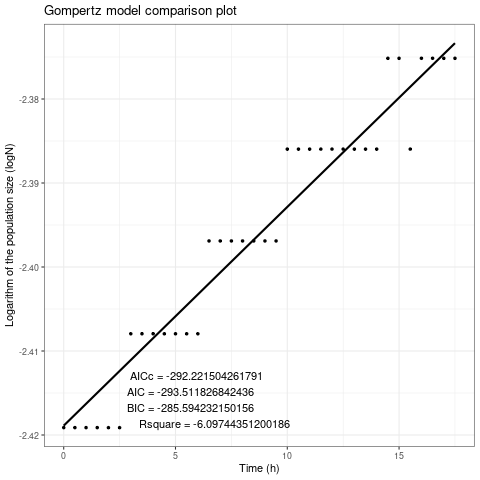 Gompertz model comparison plot
Logarithm of the population size (logN)
-2.38
-2.39
-2.40
-2.41
-2.42
AICc = -292.221504261791
AIC = -293.511826842436
BIC = -285.594232150156
Rsquare = -6.09744351200186
0 5 10 15
Time (h)